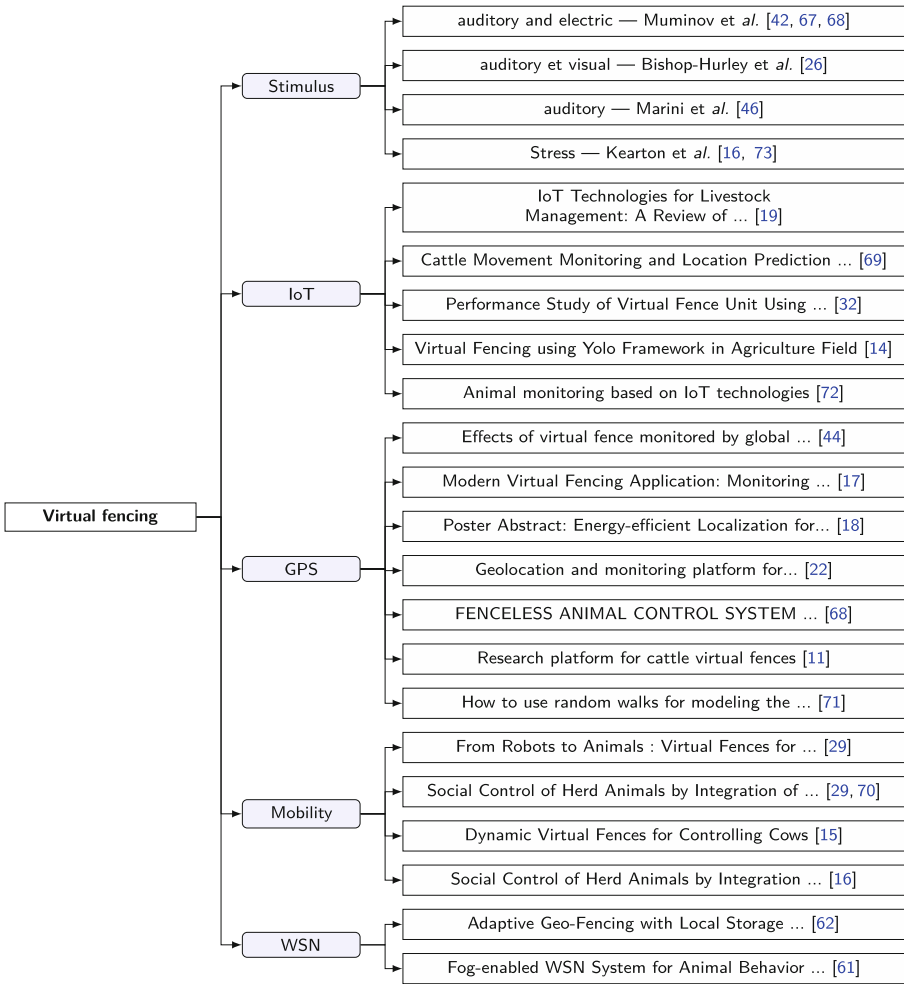 Virtual fencing
Stimulus
auditory and electric — Muminov et al. [42, 67, 68]
auditory et visual — Bishop-Hurley et al. [26]
auditory — Marini et al. [46]
Stress — Kearton et al. [16, 73]
IoT
IoT Technologies for Livestock
Management: A Review of ... [19]
Cattle Movement Monitoring and Location Prediction ... [69]
Performance Study of Virtual Fence Unit Using ... [32]
Virtual Fencing using Yolo Framework in Agriculture Field [14]
Animal monitoring based on IoT technologies [72]
GPS
Effects of virtual fence monitored by global ... [44]
Modern Virtual Fencing Application: Monitoring ... [17]
Poster Abstract: Energy-efficient Localization for... [18]
Geolocation and monitoring platform for... [22]
FENCELESS ANIMAL CONTROL SYSTEM ... [68]
Research platform for cattle virtual fences [11]
How to use random walks for modeling the ... [71]
Mobility
From Robots to Animals : Virtual Fences for ... [29]
Social Control of Herd Animals by Integration of ... [29, 70]
Dynamic Virtual Fences for Controlling Cows [15]
Social Control of Herd Animals by Integration ... [16]
WSN
Adaptive Geo-Fencing with Local Storage ... [62]
Fog-enabled WSN System for Animal Behavior ... [61]